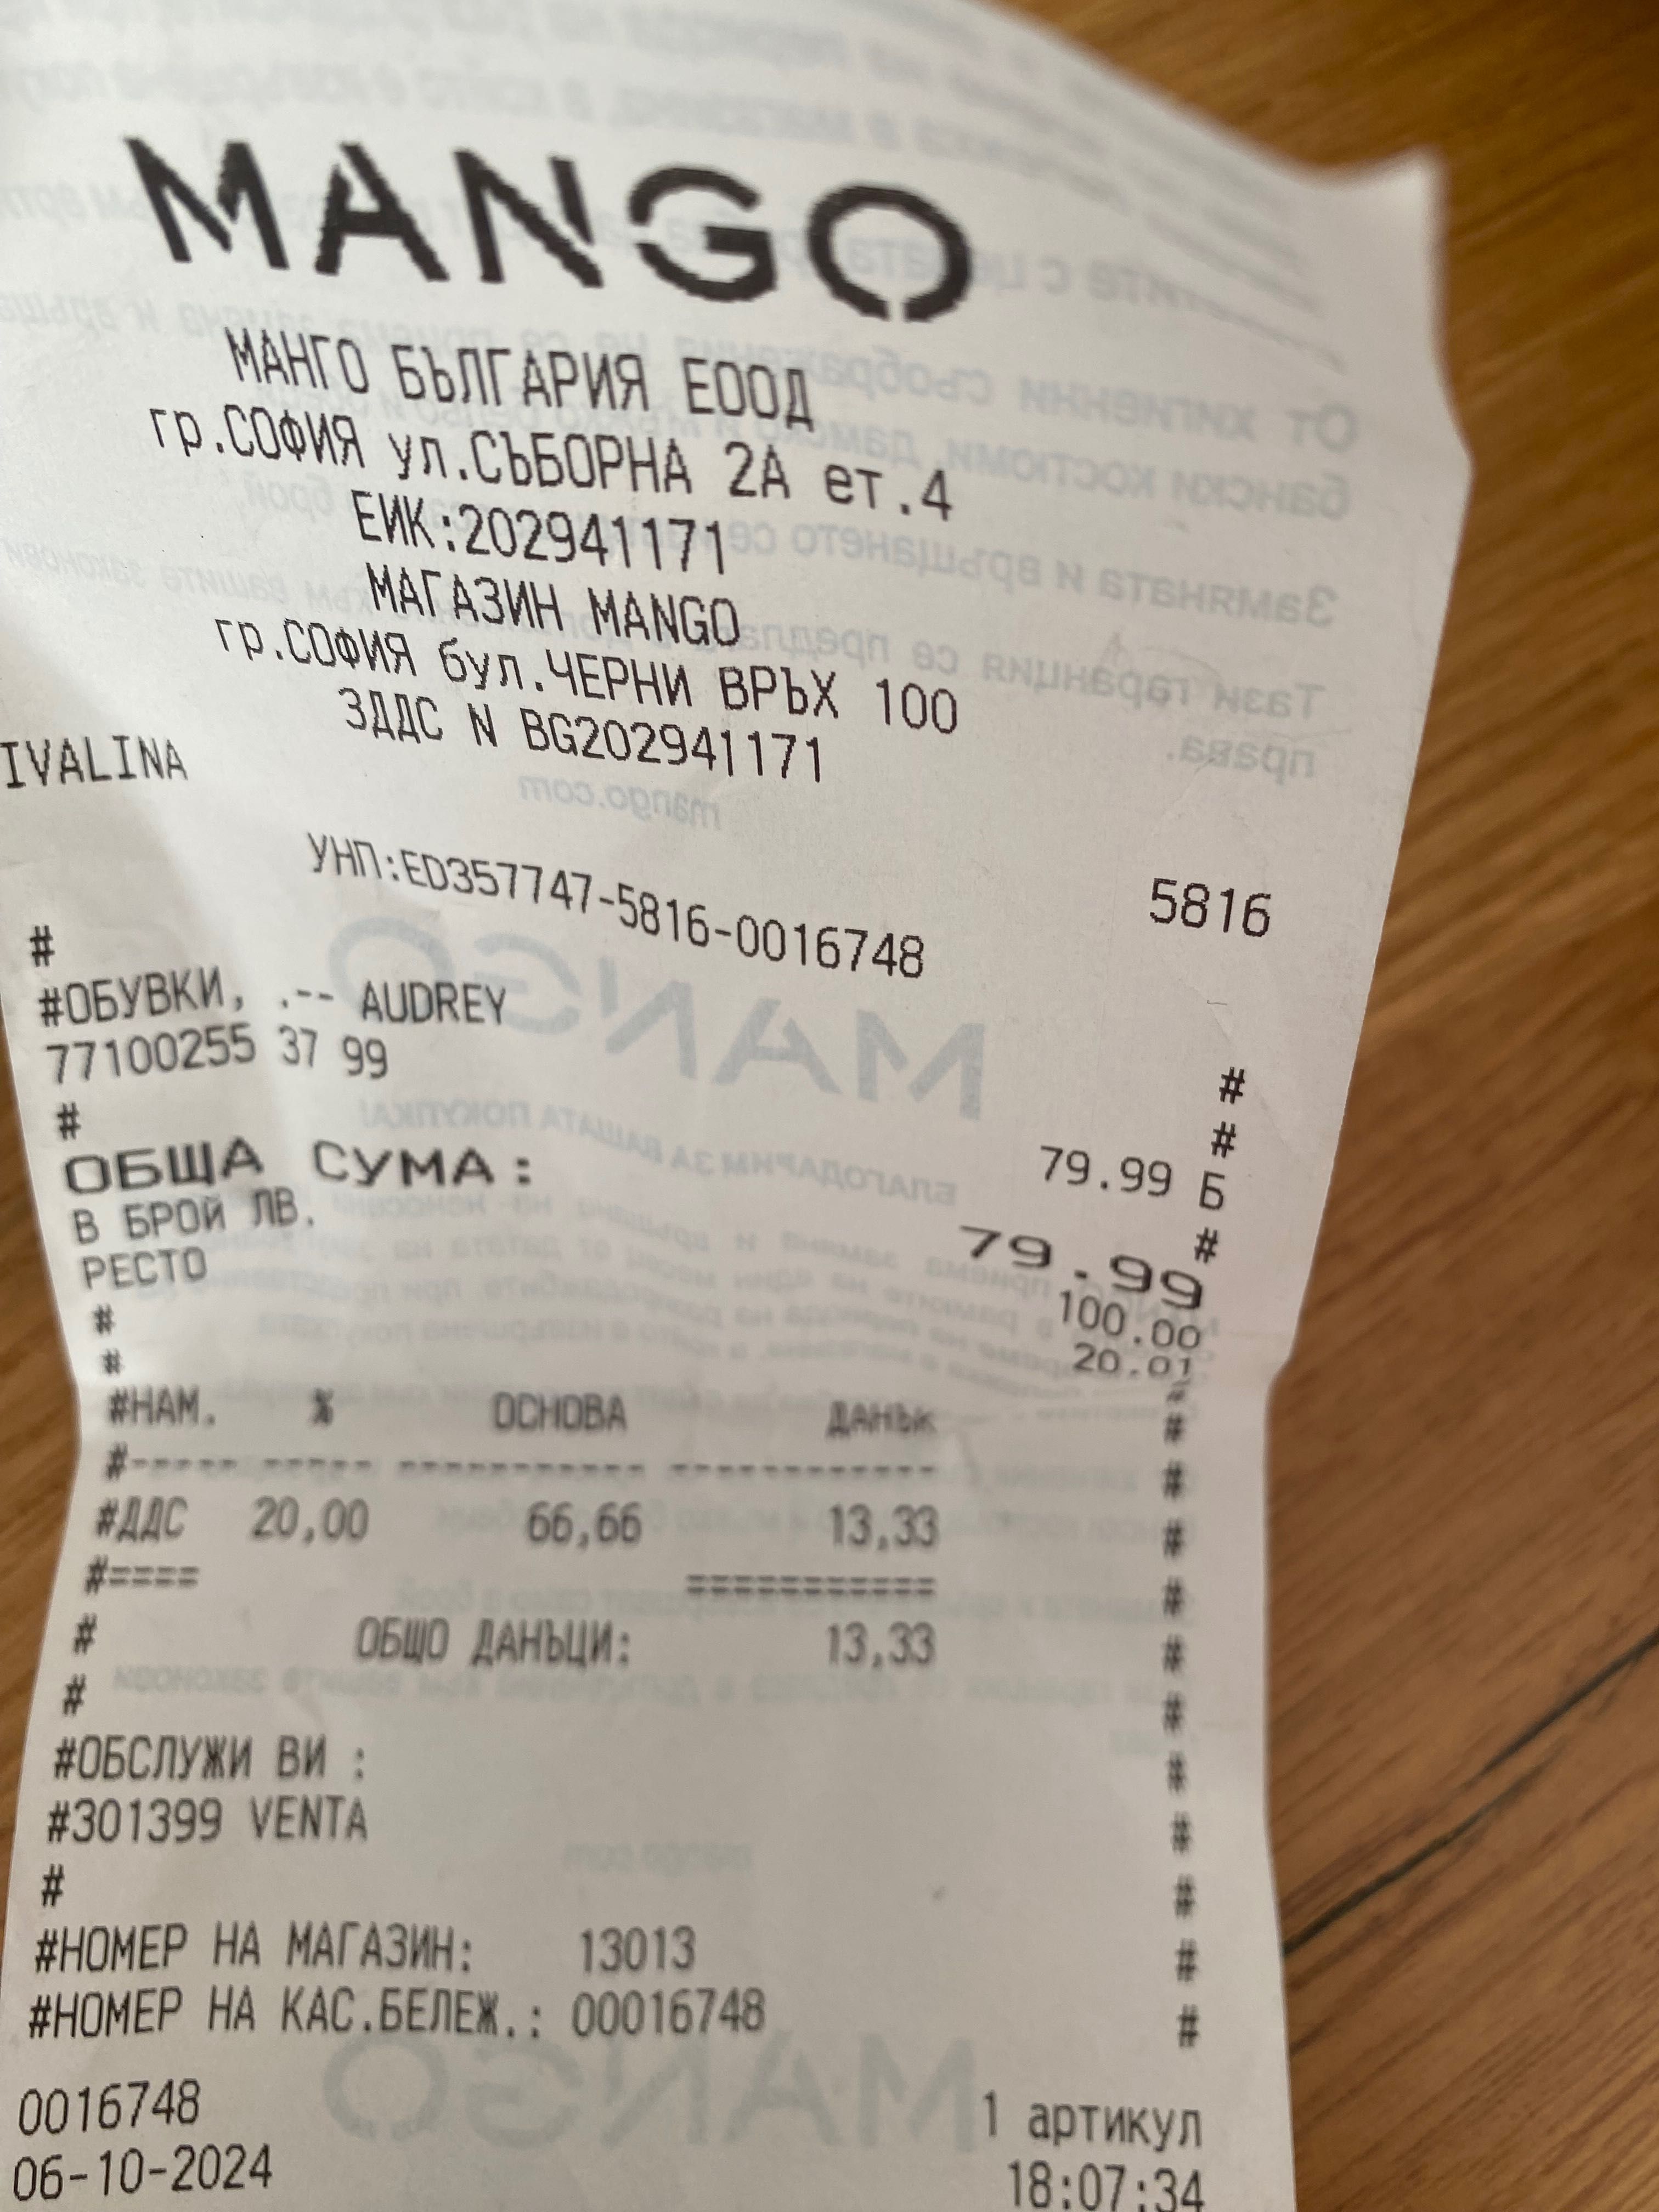 MANGO
МАНГО БЪЛГАРИЯ ЕООД
гр.СОФИЯ ул.СЪБОРНА 2А ет.4
ЕИК:202941171
МАГАЗИН MANGO
гр.СОФИЯ бул.ЧЕРНИ ВРЪХ 100
ЗДДС N BG202941171
IVALINA 5816
УНП:ED357747-5816-0016748
# #
#ОБУВКИ, .-- AUDREY #
77100255 37 99 79.99 Б
# #
ОБЩА СУМА: 79.99
В БРОЙ ЛВ. 100.00
РЕСТО 20.01
# #
# #
#НАМ. % ОСНОВА ДАНЪК #
#----- ----- ----------- ------------ #
#ДДС 20,00 66,66 13,33 #
#==== =========== #
# ОБЩО ДАНЪЦИ: 13,33 #
# #
#ОБСЛУЖИ ВИ : #
#301399 VENTA #
# #
#НОМЕР НА МАГАЗИН: 13013 #
#НОМЕР НА КАС.БЕЛЕЖ.: 00016748 #
0016748 1 артикул
06-10-2024 18:07:34